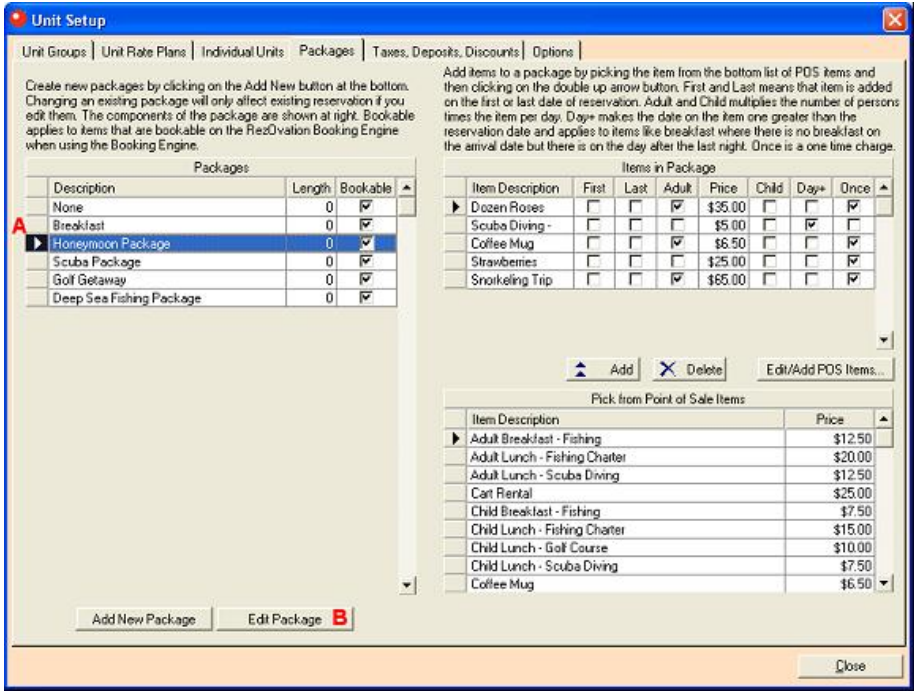 Unit Setup
Unit Groups Unit Rate Plans Individual Units Packages Taxes, Deposits, Discounts Options
Create new packages by clicking on the Add New button at the bottom.
Changing an existing package will only affect existing reservation if you
edit them. The components of the package are shown at right. Bookable
applies to items that are bookable on the RezOvation Booking Engine
when using the Booking Engine.
Packages
Description Length Bookable
None 0
A Breakfast 0
Honeymoon Package 0
Scuba Package 0
Golf Getaway 0
Deep Sea Fishing Package 0
Add New Package Edit Package B
Add items to a package by picking the item from the bottom list of POS items and
then clicking on the double up arrow button. First and Last means that item is added
on the first or last date of reservation. Adult and Child multiplies the number of persons
times the item per day. Day+ makes the date on the item one greater than the
reservation date and applies to items like breakfast where there is no breakfast on
the arrival date but there is on the day after the last night. Once is a one time charge.
Items in Package
Item Description First Last Adult Price Child Day+ Once
Dozen Roses $35.00
Scuba Diving - $5.00
Coffee Mug $6.50
Strawberries $25.00
Snorkeling Trip $65.00
Add Delete Edit/Add POS Items...
Pick from Point of Sale Items
Item Description Price
Adult Breakfast - Fishing $12.50
Adult Lunch - Fishing Charter $20.00
Adult Lunch - Scuba Diving $12.50
Cart Rental $25.00
Child Breakfast - Fishing $7.50
Child Lunch - Fishing Charter $15.00
Child Lunch - Golf Course $10.00
Child Lunch - Scuba Diving $7.50
Coffee Mug $6.50
Close